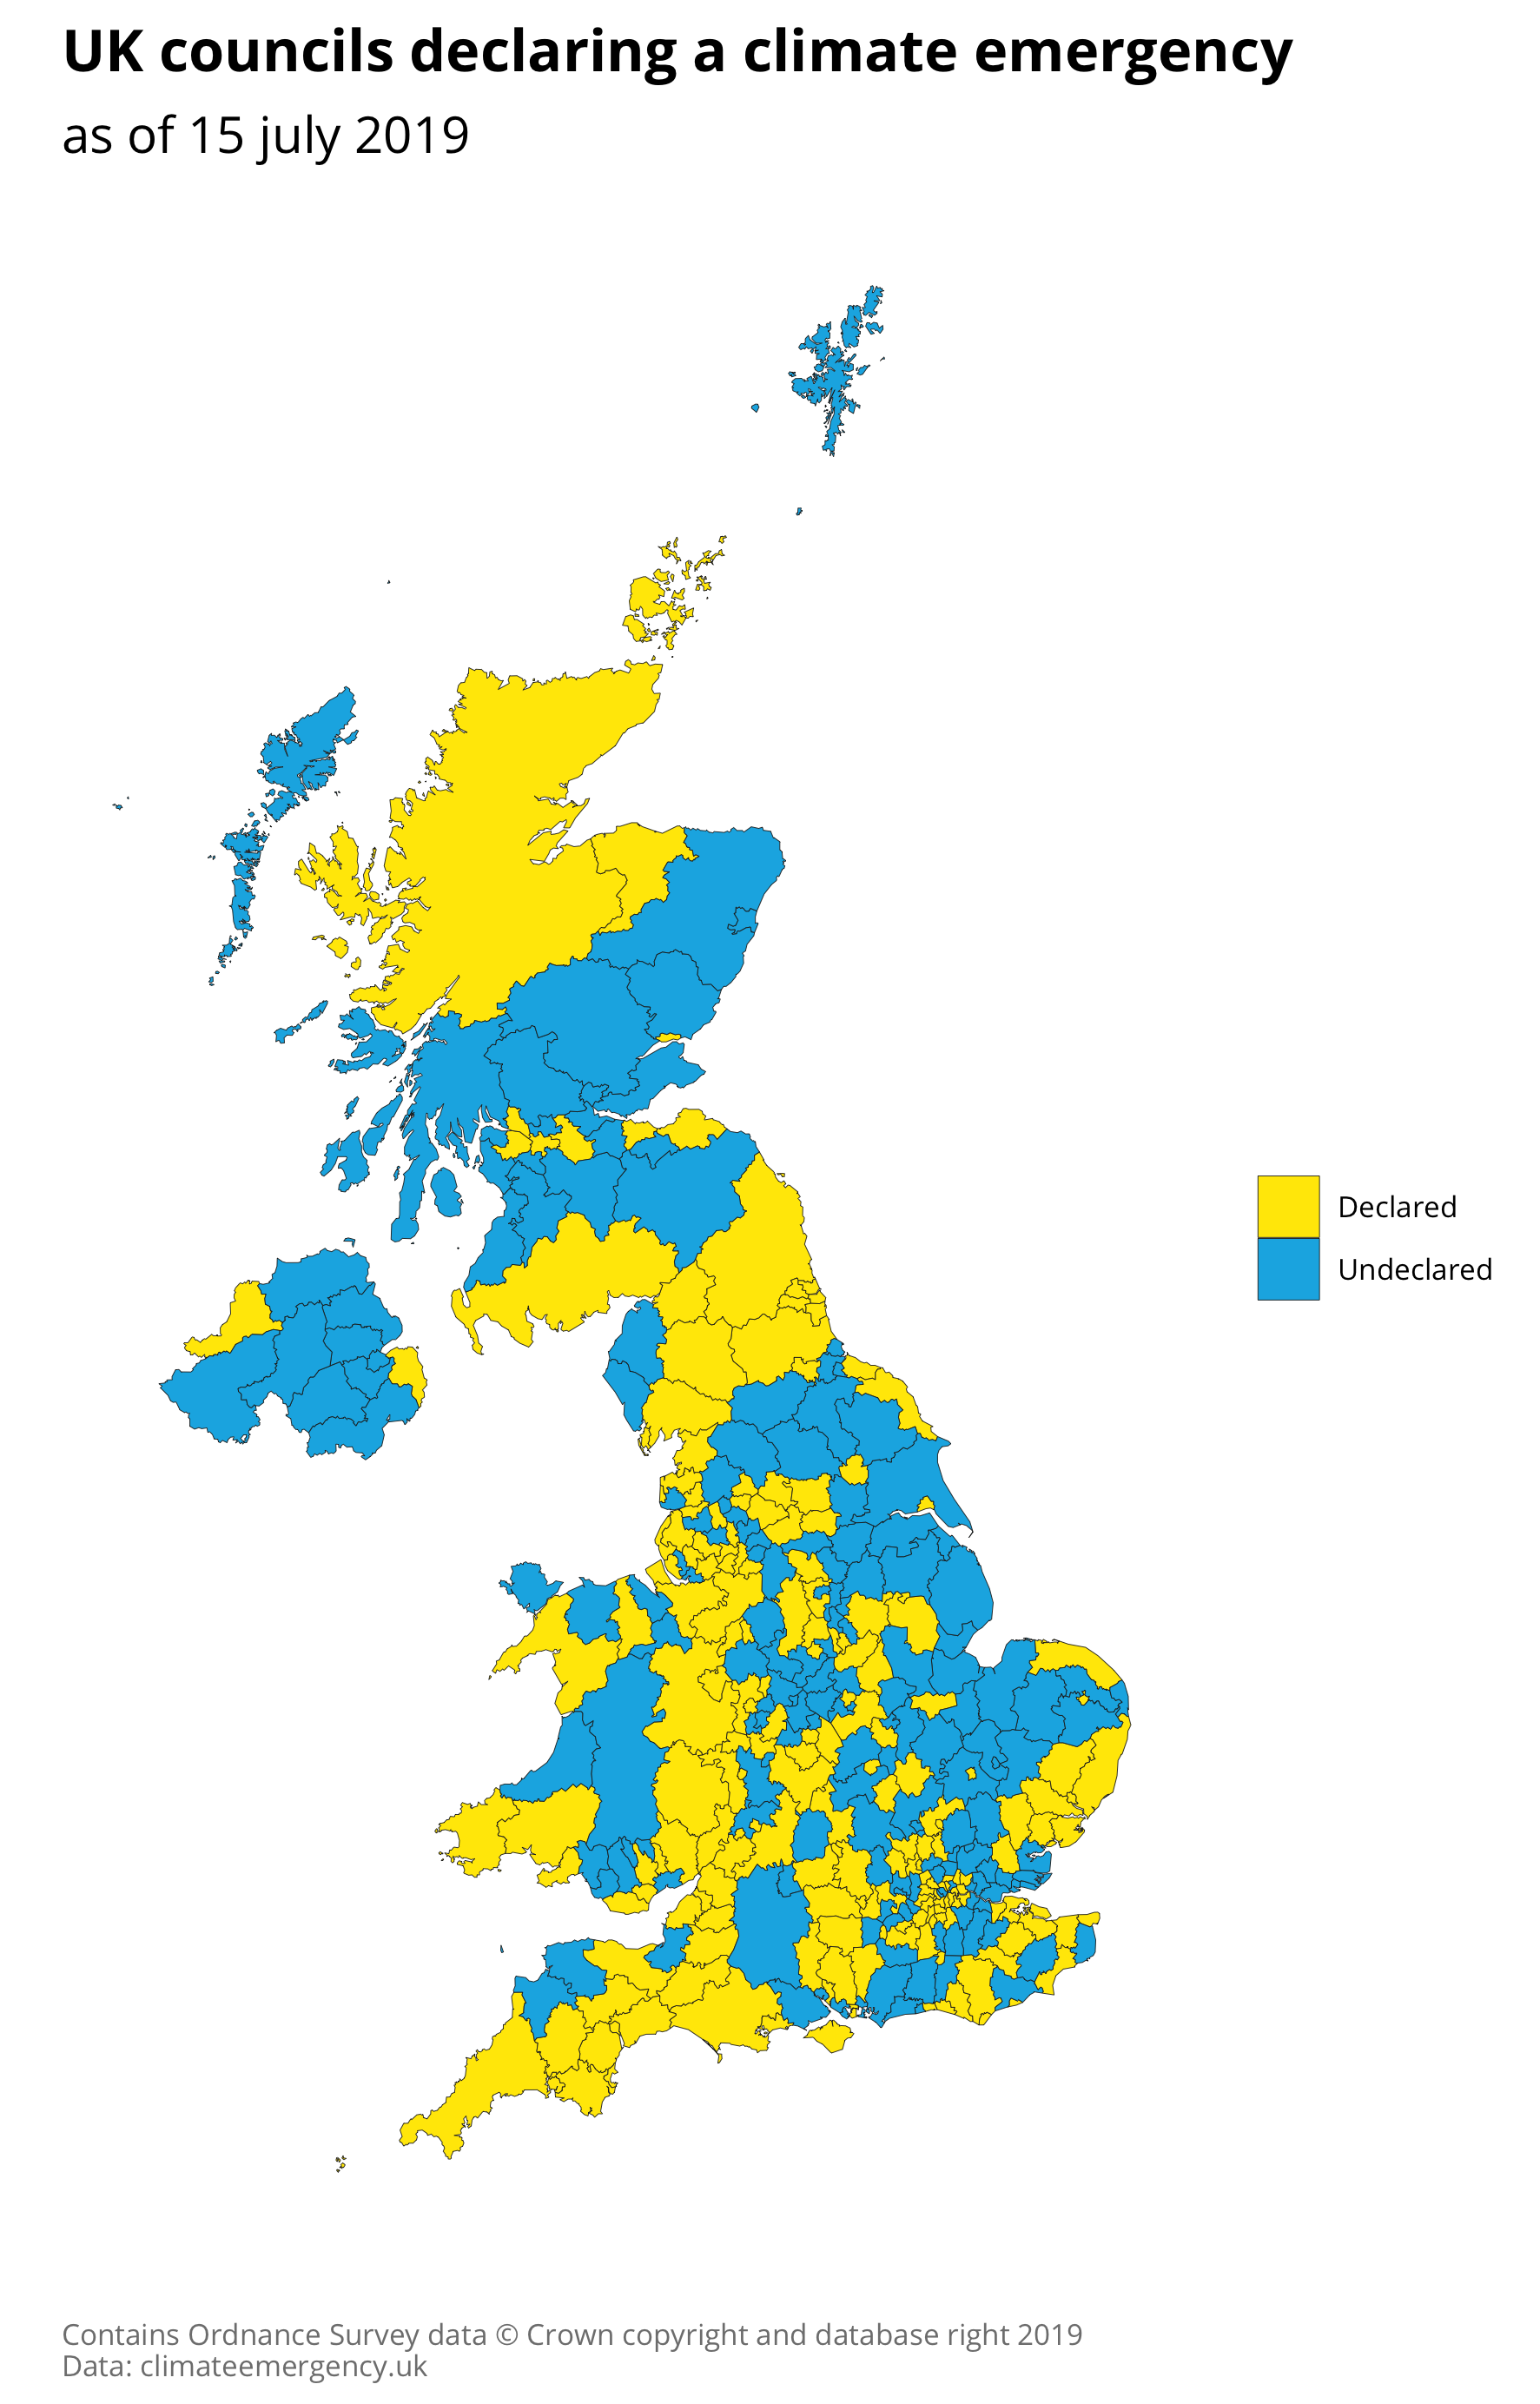 UK councils declaring a climate emergency
as of 15 july 2019
Declared
Undeclared
Contains Ordnance Survey data © Crown copyright and database right 2019
Data: climateemergency.uk